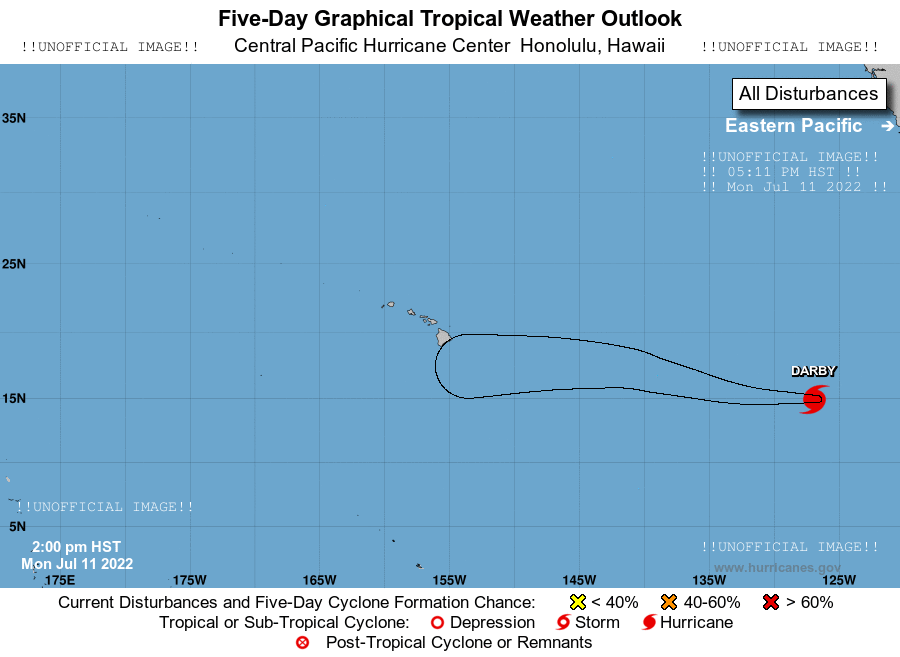 Five-Day Graphical Tropical Weather Outlook
!!UNOFFICIAL IMAGE!! Central Pacific Hurricane Center Honolulu, Hawaii !!UNOFFICIAL IMAGE!!
All Disturbances
35N
Eastern Pacific →
!!UNOFFICIAL IMAGE!!
!! 05:11 PM HST !!
!! Mon Jul 11 2022 !!
25N
DARBY
15N
!!UNOFFICIAL IMAGE!!
5N
2:00 pm HST
Mon Jul 11 2022
!!UNOFFICIAL IMAGE!!
www.hurricanes.gov
175E 175W 165W 155W 145W 135W 125W
Current Disturbances and Five-Day Cyclone Formation Chance: < 40% 40-60% > 60%
Tropical or Sub-Tropical Cyclone: Depression Storm Hurricane
Post-Tropical Cyclone or Remnants